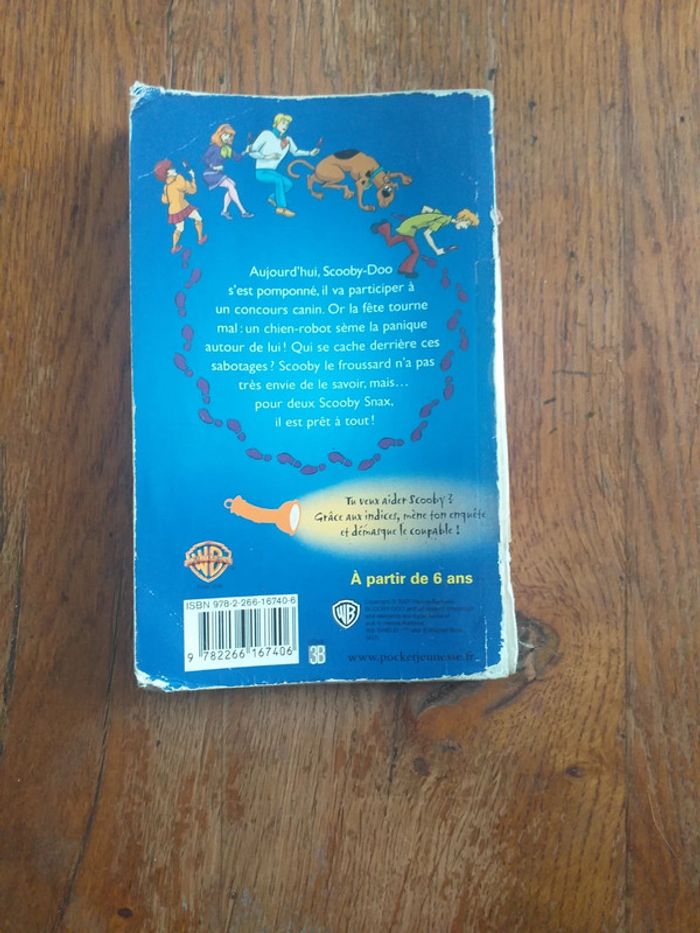 Aujourd'hui, Scooby-Doo
s'est pomponné, il va participer à
un concours canin. Or la fête tourne
mal : un chien-robot sème la panique
autour de lui ! Qui se cache derrière ces
sabotages ? Scooby le froussard n'a pas
très envie de le savoir, mais...
pour deux Scooby Snax,
il est prêt à tout !
Tu veux aider Scooby ?
Grâce aux indices, mène ton enquête
et démasque le coupable !
À partir de 6 ans
ISBN 978-2-266-16740-6
9 782266 167406
3B
WB
www.pocketjeunesse.fr